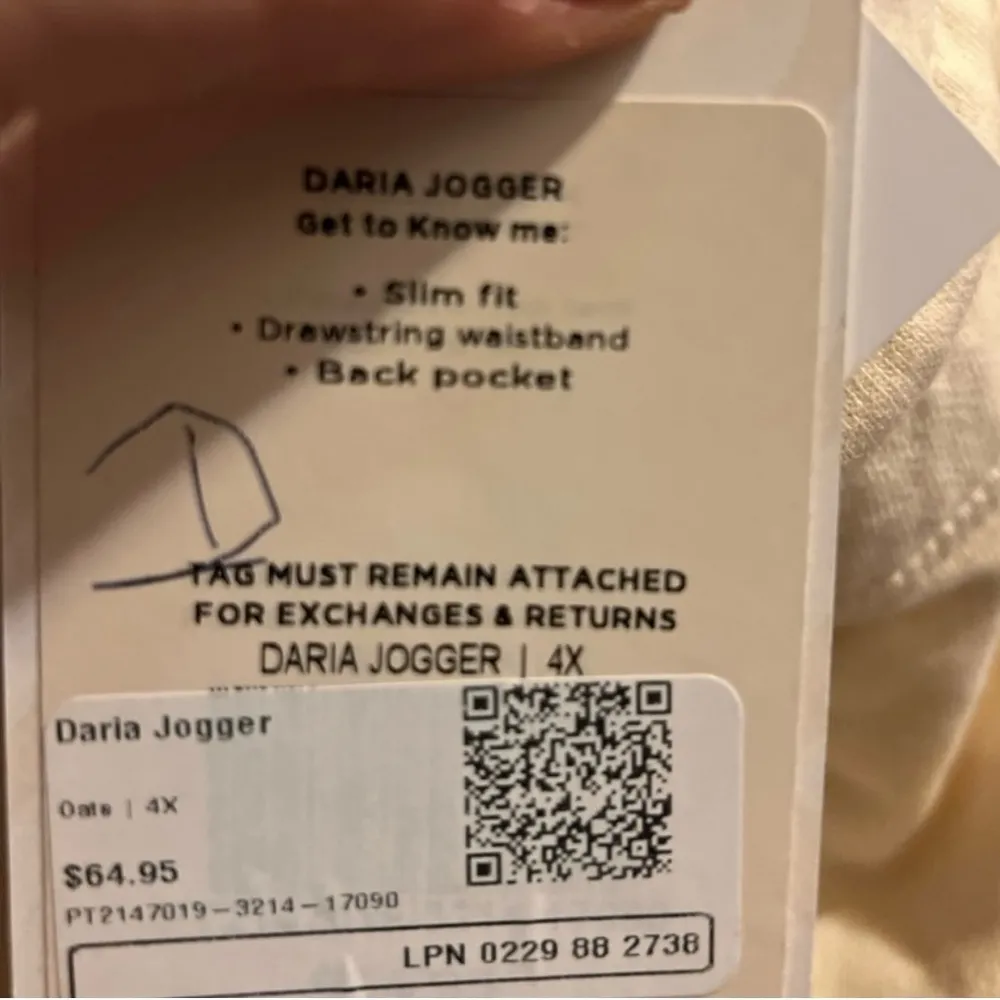 DARIA JOGGER
Get to Know me:
• Slim fit
• Drawstring waistband
• Back pocket
D
TAG MUST REMAIN ATTACHED
FOR EXCHANGES & RETURNS
DARIA JOGGER | 4X
Daria Jogger
Oats | 4X
$64.95
PT2147019-3214-17090
LPN 0229 88 2738